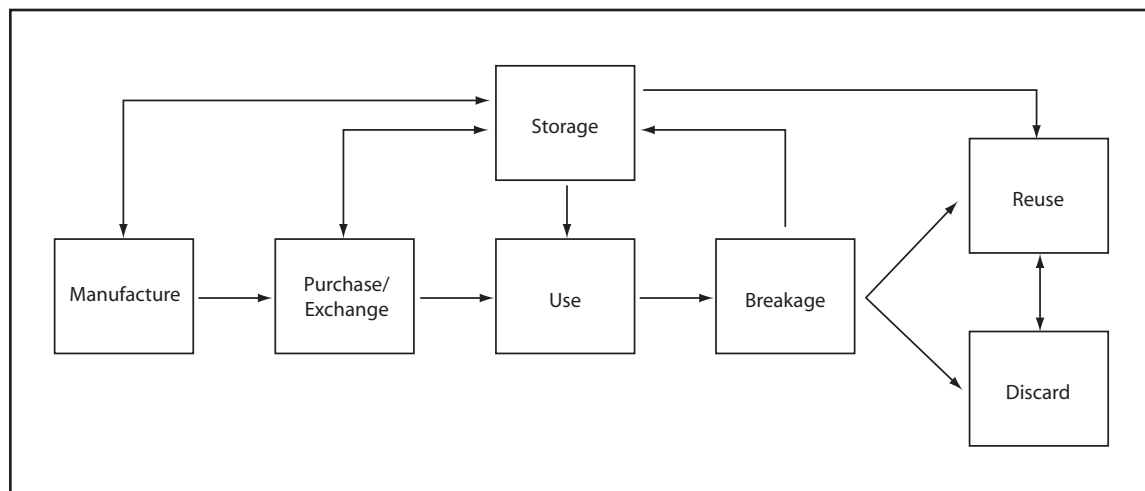 Storage
Reuse
Manufacture
Purchase/
Exchange
Use
Breakage
Discard